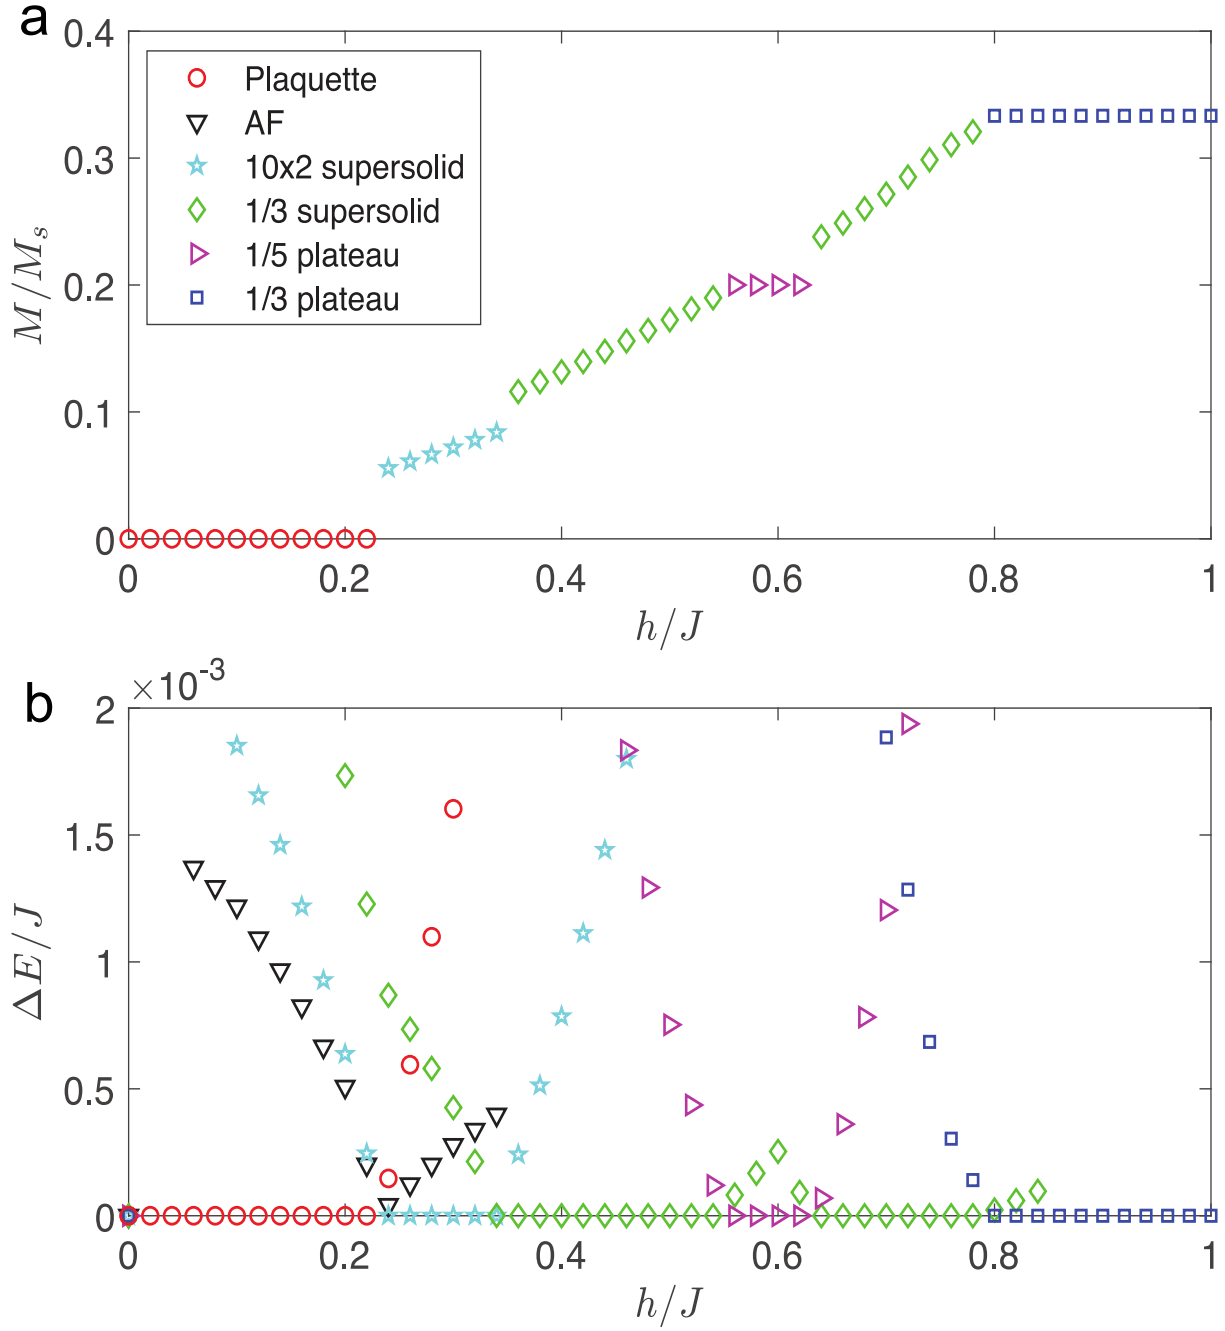 a
0.4
0.3
0.2
0.1
0
M/M_s
Plaquette
AF
10x2 supersolid
1/3 supersolid
1/5 plateau
1/3 plateau
0 0.2 0.4 0.6 0.8 1
h/J
b
×10⁻³
2
1.5
1
0.5
0
ΔE/J
0 0.2 0.4 0.6 0.8 1
h/J